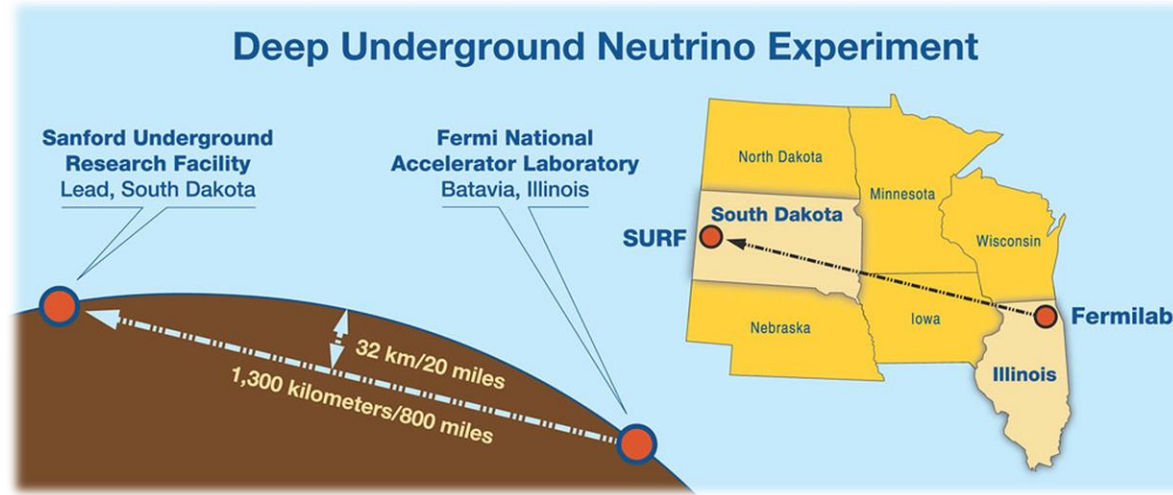 Deep Underground Neutrino Experiment
Sanford Underground
Research Facility
Lead, South Dakota
Fermi National
Accelerator Laboratory
Batavia, Illinois
32 km/20 miles
1,300 kilometers/800 miles
North Dakota
Minnesota
South Dakota
SURF
Wisconsin
Nebraska
Iowa
Fermilab
Illinois